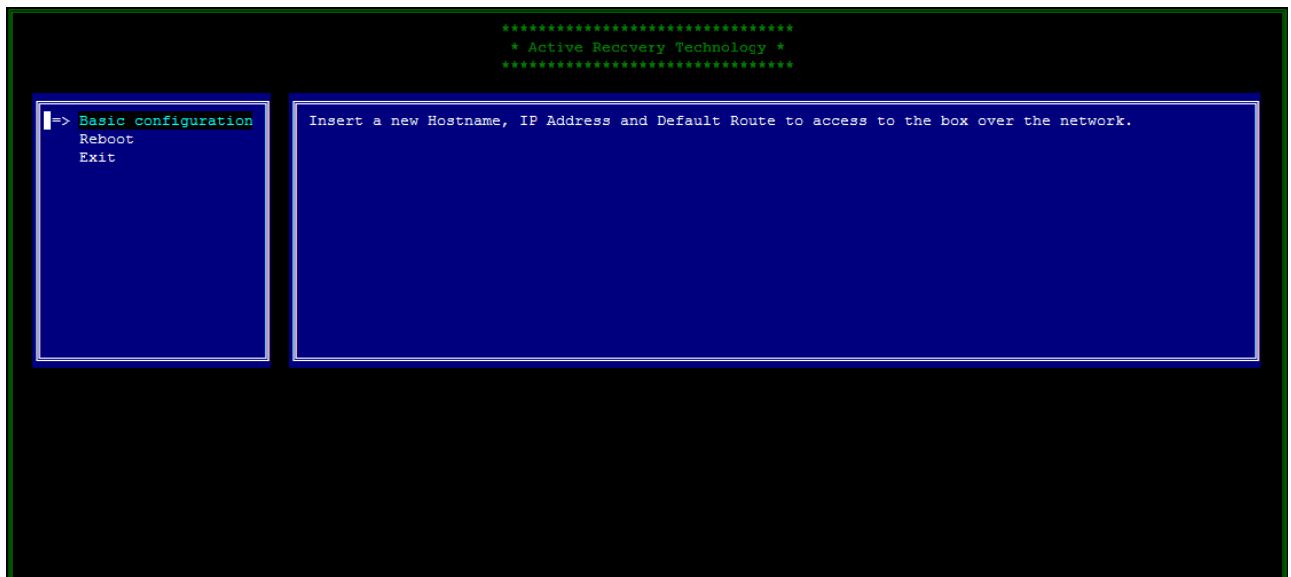 ********************************
* Active Recovery Technology *
********************************
=> Basic configuration
Reboot
Exit
Insert a new Hostname, IP Address and Default Route to access to the box over the network.